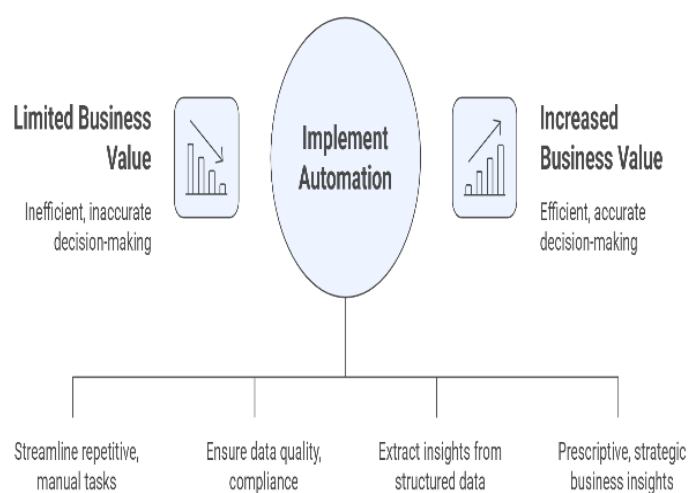 Limited Business
Value
Inefficient, inaccurate
decision-making
Implement
Automation
Increased
Business Value
Efficient, accurate
decision-making
Streamline repetitive,
manual tasks
Ensure data quality,
compliance
Extract insights from
structured data
Prescriptive, strategic
business insights